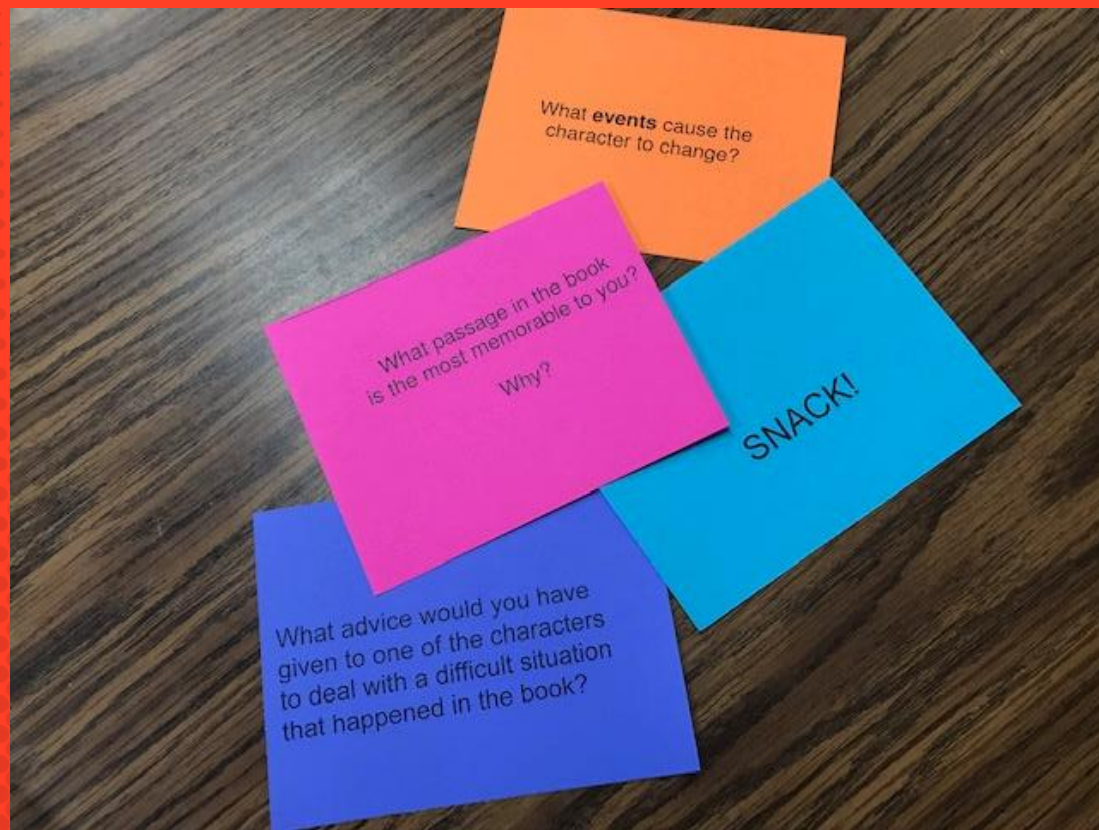 What events cause the
character to change?
What passage in the book
is the most memorable to you?
Why?
SNACK!
What advice would you have
given to one of the characters
to deal with a difficult situation
that happened in the book?